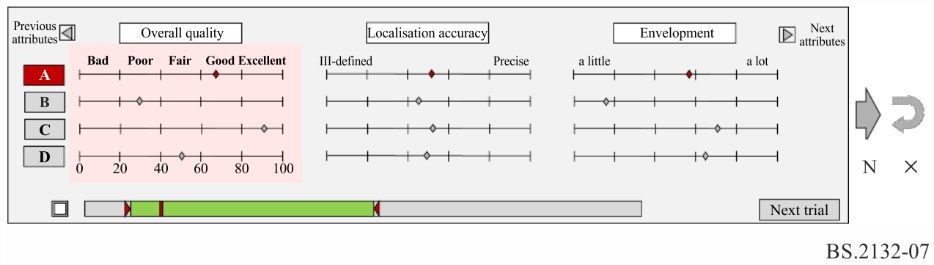 Previous attributes
Overall quality
Localisation accuracy
Envelopment
Next attributes
Bad Poor Fair Good Excellent
III-defined Precise
a little a lot
A
B
C
D
0 20 40 60 80 100
N ×
Next trial
BS.2132-07